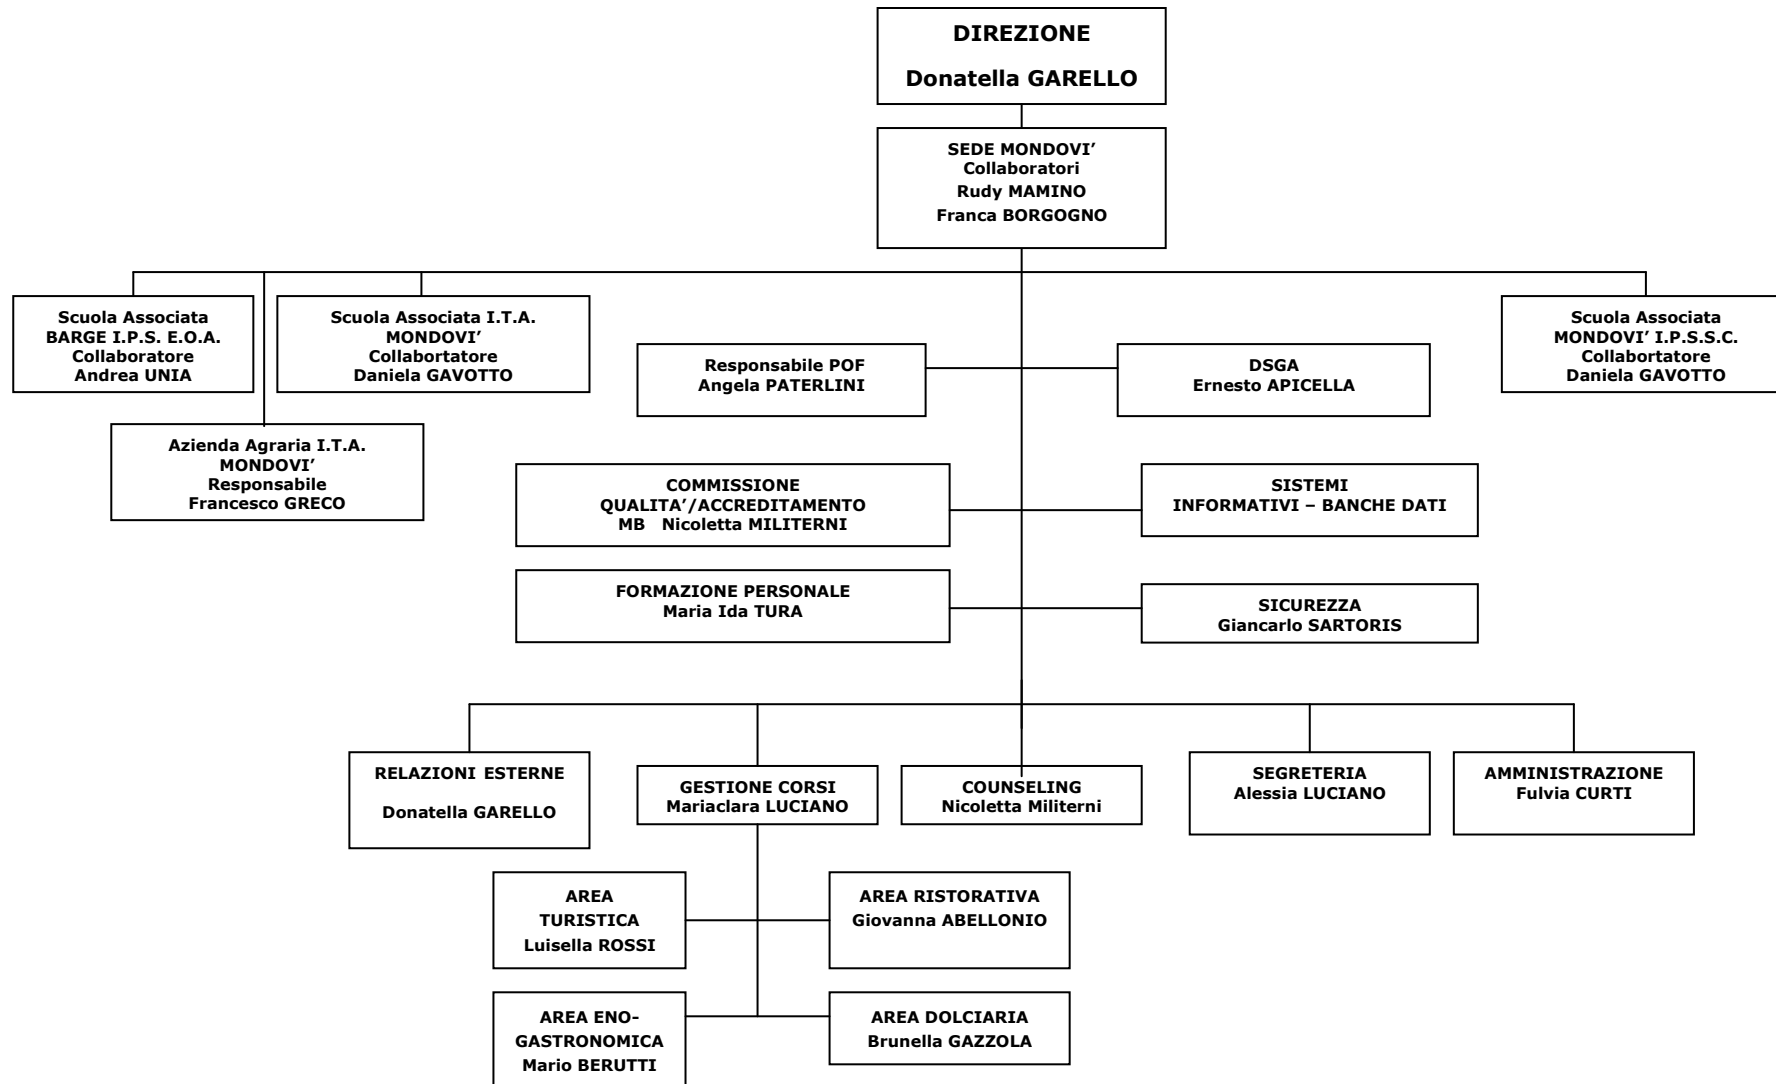 DIREZIONE
Donatella GARELLO
SEDE MONDOVI’
Collaboratori
Rudy MAMINO
Franca BORGOGNO
Scuola Associata
BARGE I.P.S. E.O.A.
Collaboratore
Andrea UNIA
Scuola Associata I.T.A.
MONDOVI’
Collabortatore
Daniela GAVOTTO
Scuola Associata
MONDOVI’ I.P.S.S.C.
Collabortatore
Daniela GAVOTTO
Responsabile POF
Angela PATERLINI
DSGA
Ernesto APICELLA
Azienda Agraria I.T.A.
MONDOVI’
Responsabile
Francesco GRECO
COMMISSIONE
QUALITA’/ACCREDITAMENTO
MB Nicoletta MILITERNI
SISTEMI
INFORMATIVI – BANCHE DATI
FORMAZIONE PERSONALE
Maria Ida TURA
SICUREZZA
Giancarlo SARTORIS
RELAZIONI ESTERNE
Donatella GARELLO
GESTIONE CORSI
Mariaclara LUCIANO
COUNSELING
Nicoletta Militerni
SEGRETERIA
Alessia LUCIANO
AMMINISTRAZIONE
Fulvia CURTI
AREA
TURISTICA
Luisella ROSSI
AREA RISTORATIVA
Giovanna ABELLONIO
AREA ENO-
GASTRONOMICA
Mario BERUTTI
AREA DOLCIARIA
Brunella GAZZOLA